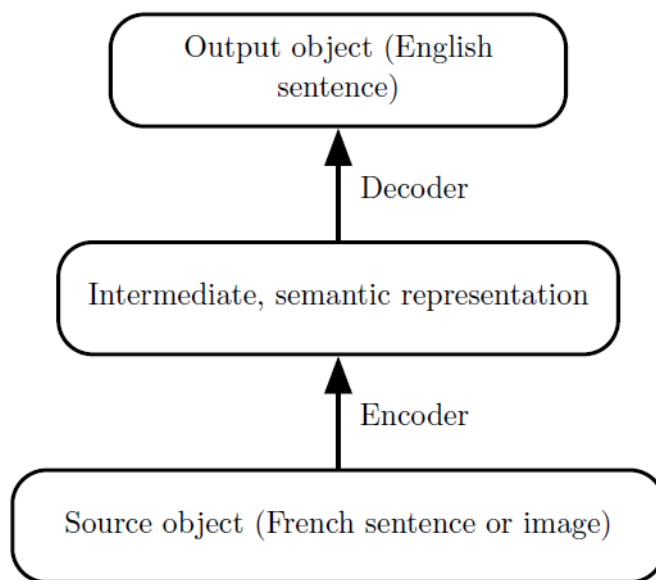 Output object (English
sentence)
Decoder
Intermediate, semantic representation
Encoder
Source object (French sentence or image)